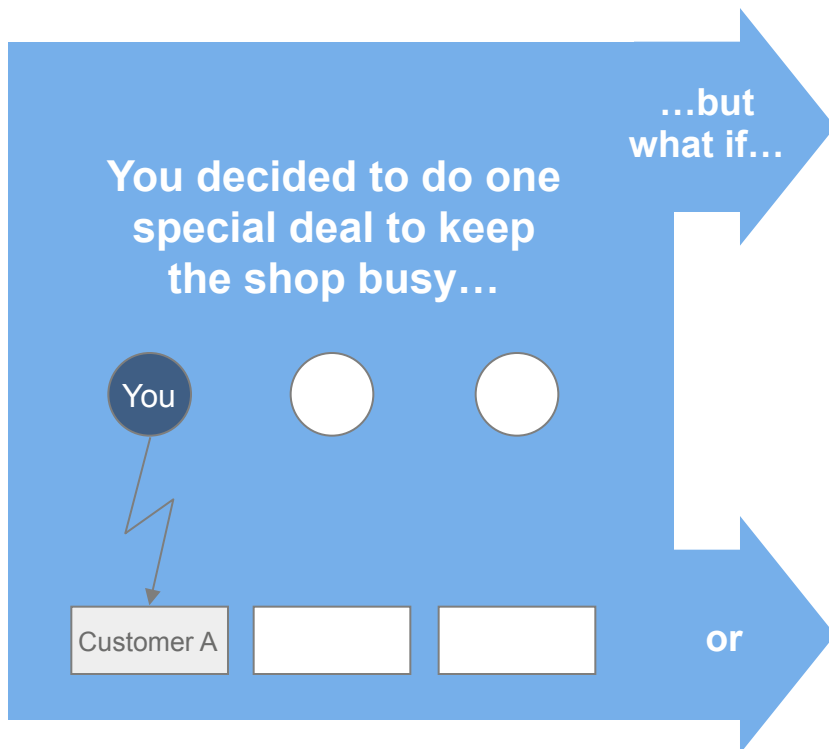 …but
what if…
You decided to do one
special deal to keep
the shop busy…
You
Customer A
or